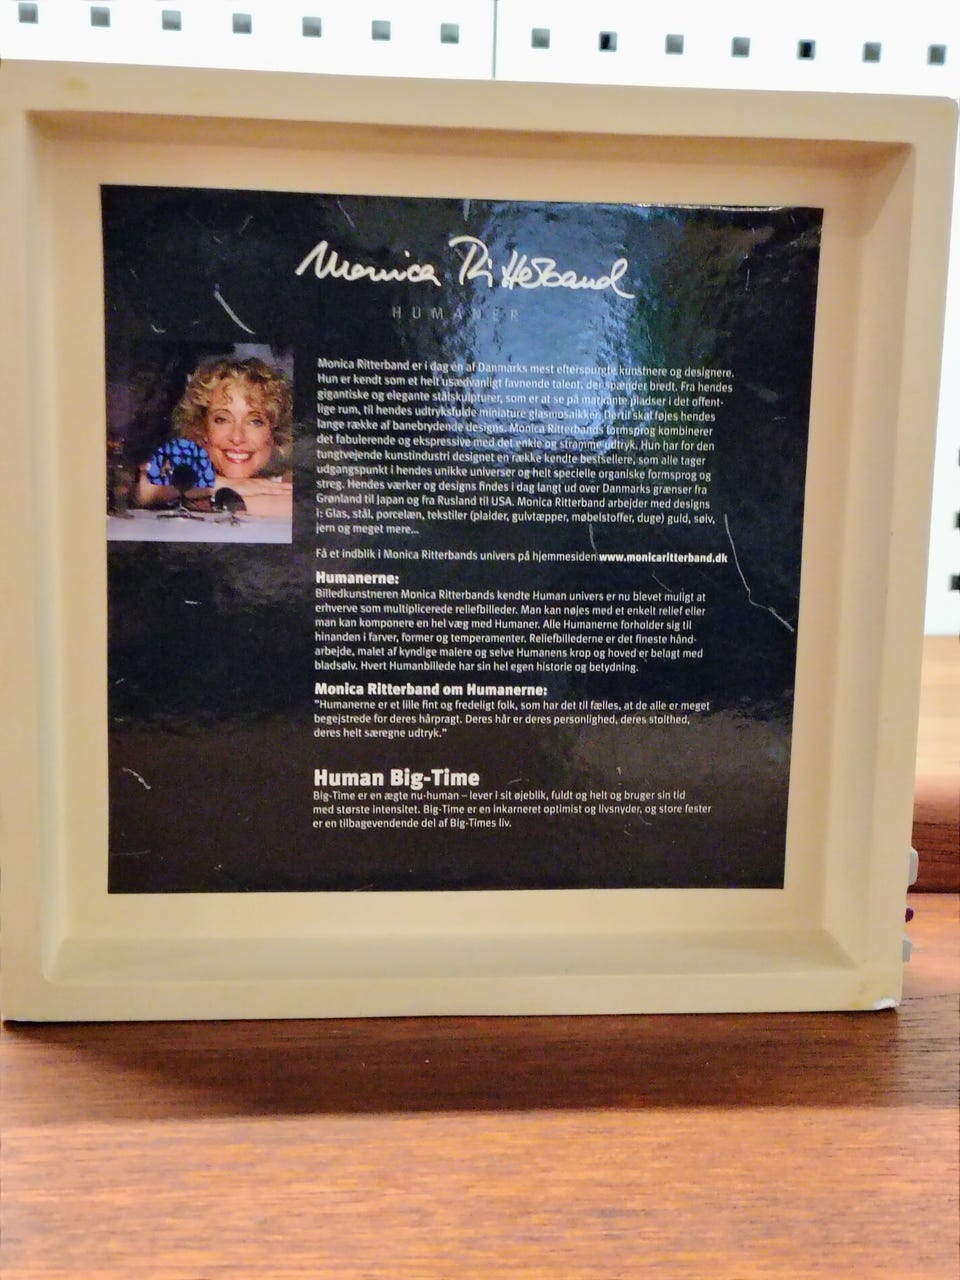 Monica Ritterband
HUMANER
Monica Ritterband er i dag én af Danmarks mest efterspurgte kunstnere og designere.
Hun er kendt som et helt usædvanligt favnende talent, der spænder bredt. Fra hendes
gigantiske og elegante stålskulpturer, som er at se på markante pladser i det offent-
lige rum, til hendes udtryksfulde miniature glasmosaikker. Dertil skal føjes hendes
lange række af banebrydende designs. Monica Ritterbands formsprog kombinerer
det fabulerende og ekspressive med det enkle og stramme udtryk. Hun har for den
tungtvejende kunstindustri designet en række kendte bestsellere, som alle tager
udgangspunkt i hendes unikke univers og helt specielle organiske formsprog og
streg. Hendes værker og designs findes i dag langt ud over Danmarks grænser fra
Grønland til Japan og fra Rusland til USA. Monica Ritterband arbejder med designs
i: Glas, stål, porcelæn, tekstiler (plaider, gulvtæpper, møbelstoffer, duge) guld, sølv,
jern og meget mere...
Få et indblik i Monica Ritterbands univers på hjemmesiden www.monicaritterband.dk
Humanerne:
Billedkunstneren Monica Ritterbands kendte Human univers er nu blevet muligt at
erhverve som multiplicerede reliefbilleder. Man kan nøjes med et enkelt relief eller
man kan komponere en hel væg med Humaner. Alle Humanerne forholder sig til
hinanden i farver, former og temperamenter. Reliefbillederne er det fineste hånd-
arbejde, malet af kyndige malere og selve Humanens krop og hoved er belagt med
bladsølv. Hvert Humanbillede har sin hel egen historie og betydning.
Monica Ritterband om Humanerne:
"Humanerne er et lille fint og fredeligt folk, som har det til fælles, at de alle er meget
begejstrede for deres hårpragt. Deres hår er deres personlighed, deres stolthed,
deres helt særegne udtryk."
Human Big-Time
Big-Time er en ægte nu-human – lever i sit øjeblik, fuldt og helt og bruger sin tid
med største intensitet. Big-Time er en inkarneret optimist og livsnyder, og store fester
er en tilbagevendende del af Big-Times liv.